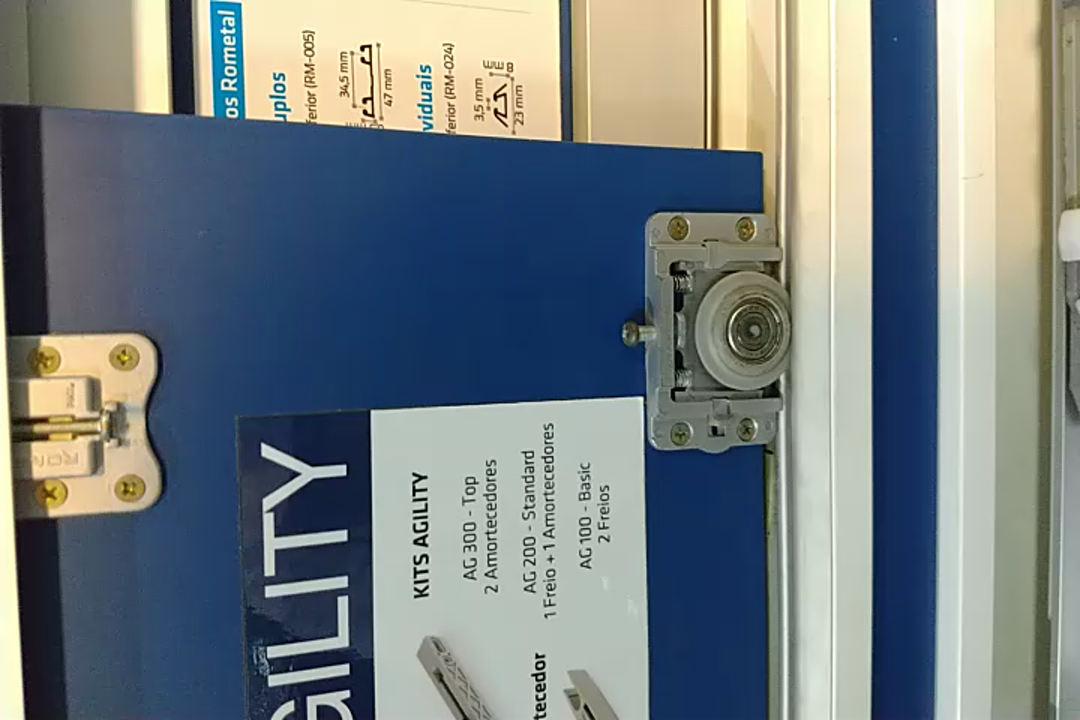 os Rometal
uplos
ferior (RM-005)
34,5 mm
47 mm
viduais
ferior (RM-024)
3,5 mm
23 mm
GILITY
KITS AGILITY
AG 300 - Top
2 Amortecedores
AG 200 - Standard
1 Freio + 1 Amortecedores
AG 100 - Basic
2 Freios
tecedor